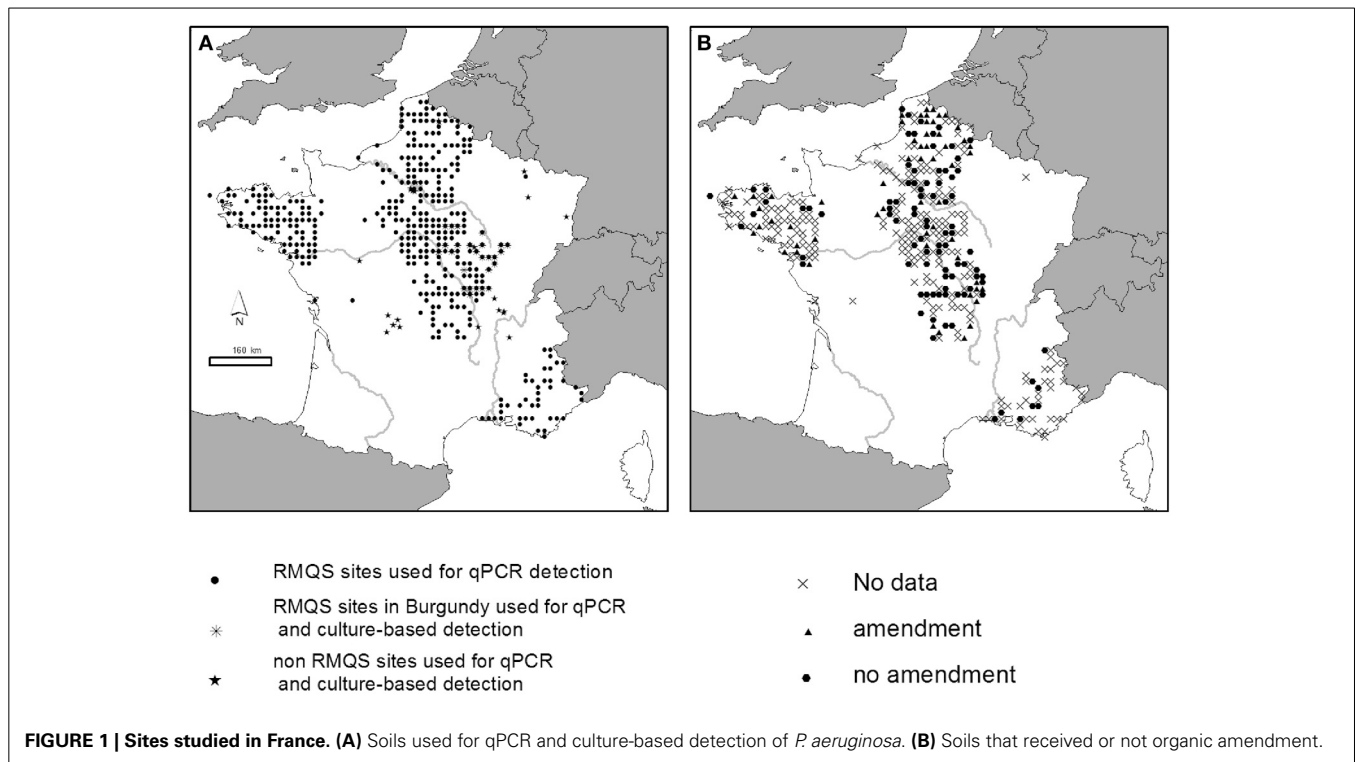 A
B
N
160 km
RMQS sites used for qPCR detection
RMQS sites in Burgundy used for qPCR
and culture-based detection
non RMQS sites used for qPCR
and culture-based detection
No data
amendment
no amendment
FIGURE 1 | Sites studied in France. (A) Soils used for qPCR and culture-based detection of P. aeruginosa. (B) Soils that received or not organic amendment.